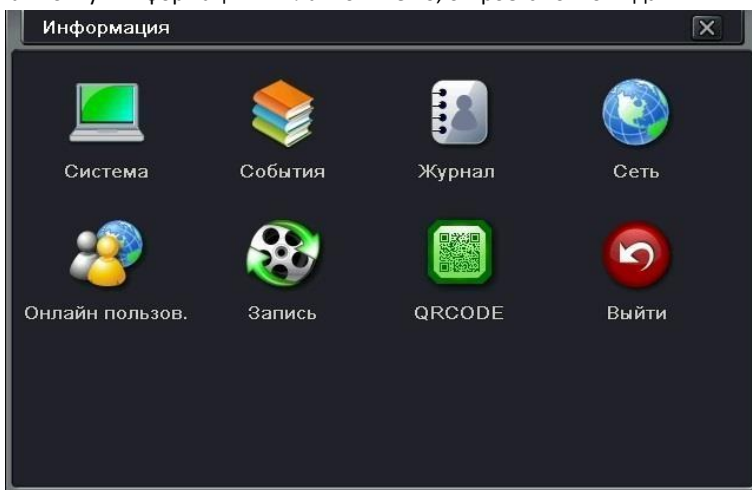 Информация
Система События Журнал Сеть
Онлайн пользов. Запись QRCODE Выйти